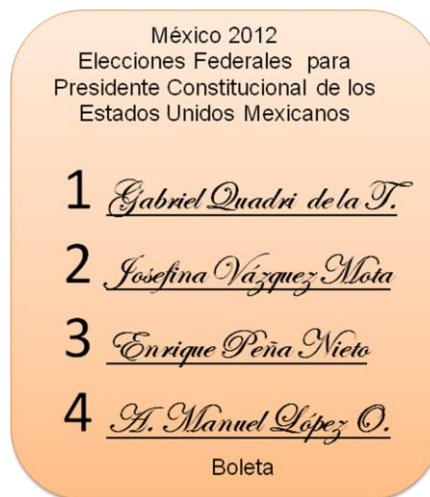 México 2012
Elecciones Federales para
Presidente Constitucional de los
Estados Unidos Mexicanos
1 Gabriel Quadri de la T.
2 Josefina Vázquez Mota
3 Enrique Peña Nieto
4 A. Manuel López O.
Boleta